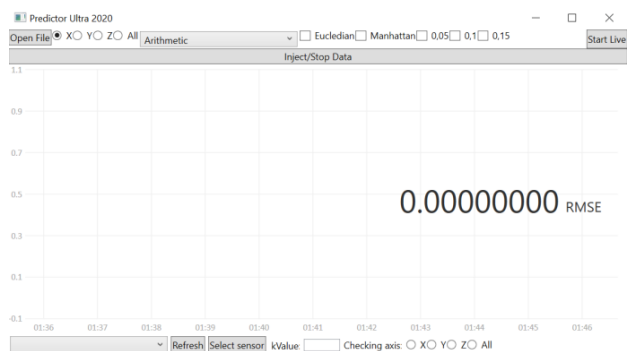 Predictor Ultra 2020
Open File X Y Z All Arithmetic Eucledian Manhattan 0,05 0,1 0,15 Start Live
Inject/Stop Data
1.1
0.9
0.7
0.5
0.00000000 RMSE
0.3
0.1
-0.1
01:36 01:37 01:38 01:39 01:40 01:41 01:42 01:43 01:44 01:45 01:46
Refresh Select sensor kValue: Checking axis: X Y Z All